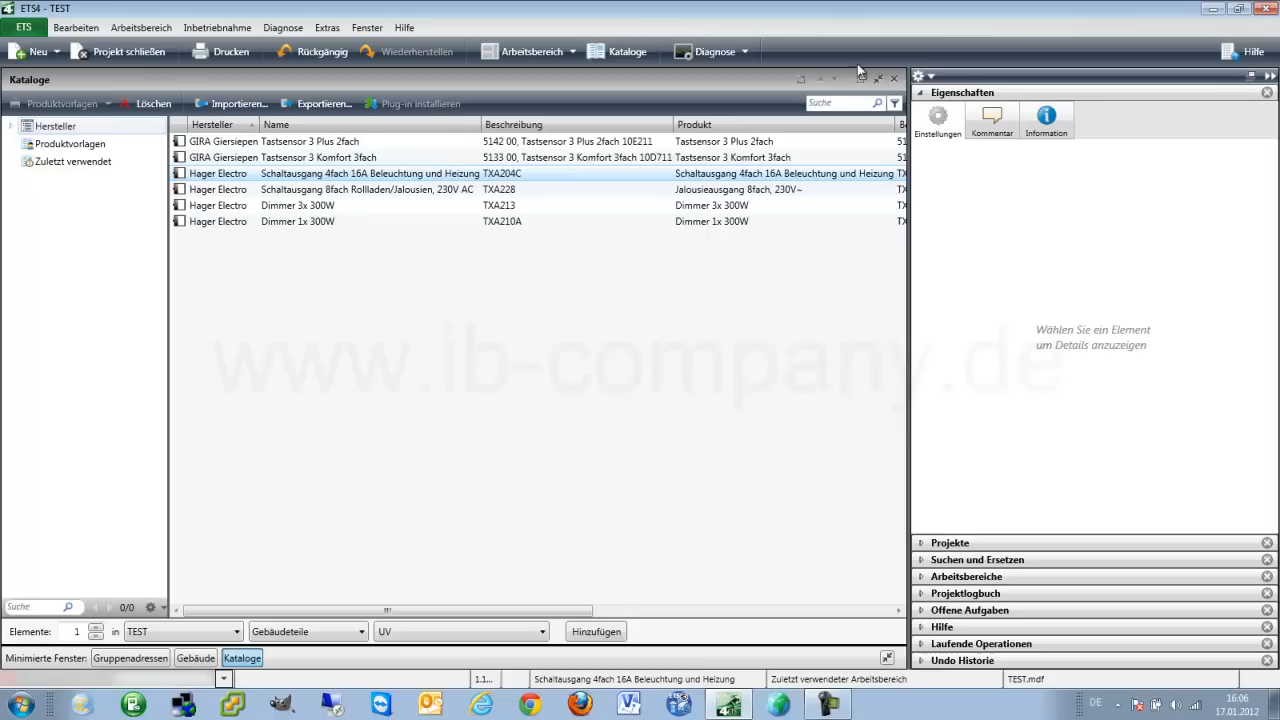 ETS4 - TEST
ETS Bearbeiten Arbeitsbereich Inbetriebnahme Diagnose Extras Fenster Hilfe
Neu Projekt schließen Drucken Rückgängig Wiederherstellen Arbeitsbereich Kataloge Diagnose Hilfe
Kataloge
Produktvorlagen Löschen Importieren... Exportieren... Plug-in installieren Suche
Hersteller
Produktvorlagen
Zuletzt verwendet
Hersteller Name Beschreibung Produkt
GIRA Giersiepen Tastsensor 3 Plus 2fach 5142 00, Tastsensor 3 Plus 2fach 10E211 Tastsensor 3 Plus 2fach 51
GIRA Giersiepen Tastsensor 3 Komfort 3fach 5133 00, Tastsensor 3 Komfort 3fach 10D711 Tastsensor 3 Komfort 3fach 51
Hager Electro Schaltausgang 4fach 16A Beleuchtung und Heizung TXA204C Schaltausgang 4fach 16A Beleuchtung und Heizung TX
Hager Electro Schaltausgang 8fach Rollladen/Jalousien, 230V AC TXA228 Jalousieausgang 8fach, 230V~ TX
Hager Electro Dimmer 3x 300W TXA213 Dimmer 3x 300W TX
Hager Electro Dimmer 1x 300W TXA210A Dimmer 1x 300W TX
www.ib-company.de
Suche 0/0
Elemente: 1 in TEST Gebäudeteile UV Hinzufügen
Minimierte Fenster: Gruppenadressen Gebäude Kataloge
Eigenschaften
Einstellungen Kommentar Information
Wählen Sie ein Element
um Details anzuzeigen
Projekte
Suchen und Ersetzen
Arbeitsbereiche
Projektlogbuch
Offene Aufgaben
Hilfe
Laufende Operationen
Undo Historie
1.1... Schaltausgang 4fach 16A Beleuchtung und Heizung Zuletzt verwendeter Arbeitsbereich TEST.mdf
DE 16:06
17.01.2012